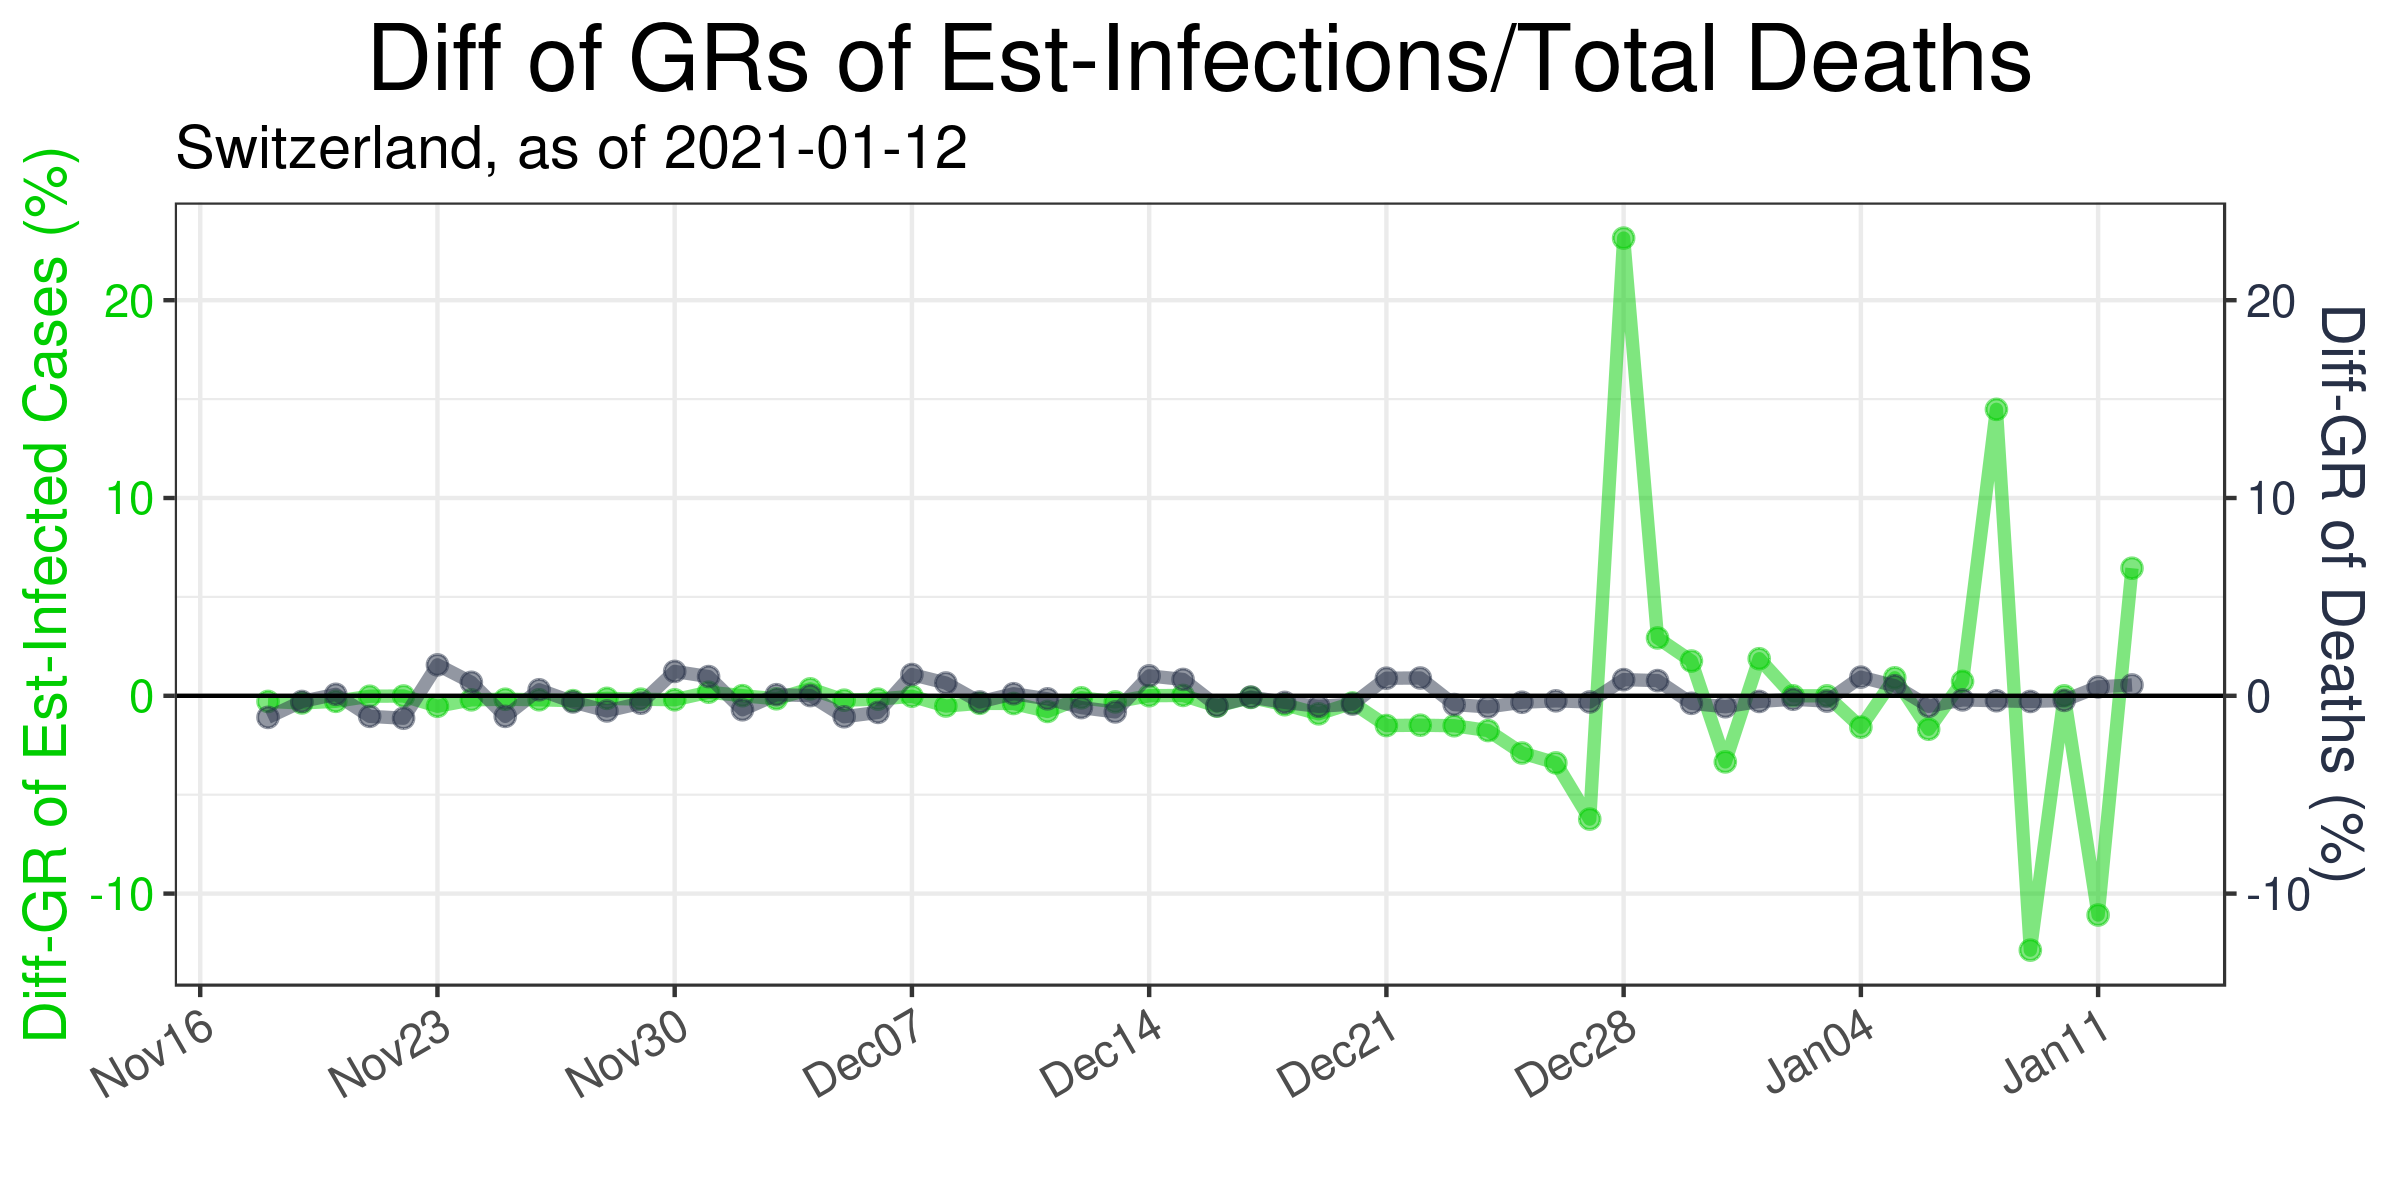 Diff of GRs of Est-Infections/Total Deaths
Switzerland, as of 2021-01-12
Diff-GR of Est-Infected Cases (%)
20
10
0
-10
20
10
0
-10
Diff-GR of Deaths (%)
Nov16
Nov23
Nov30
Dec07
Dec14
Dec21
Dec28
Jan04
Jan11